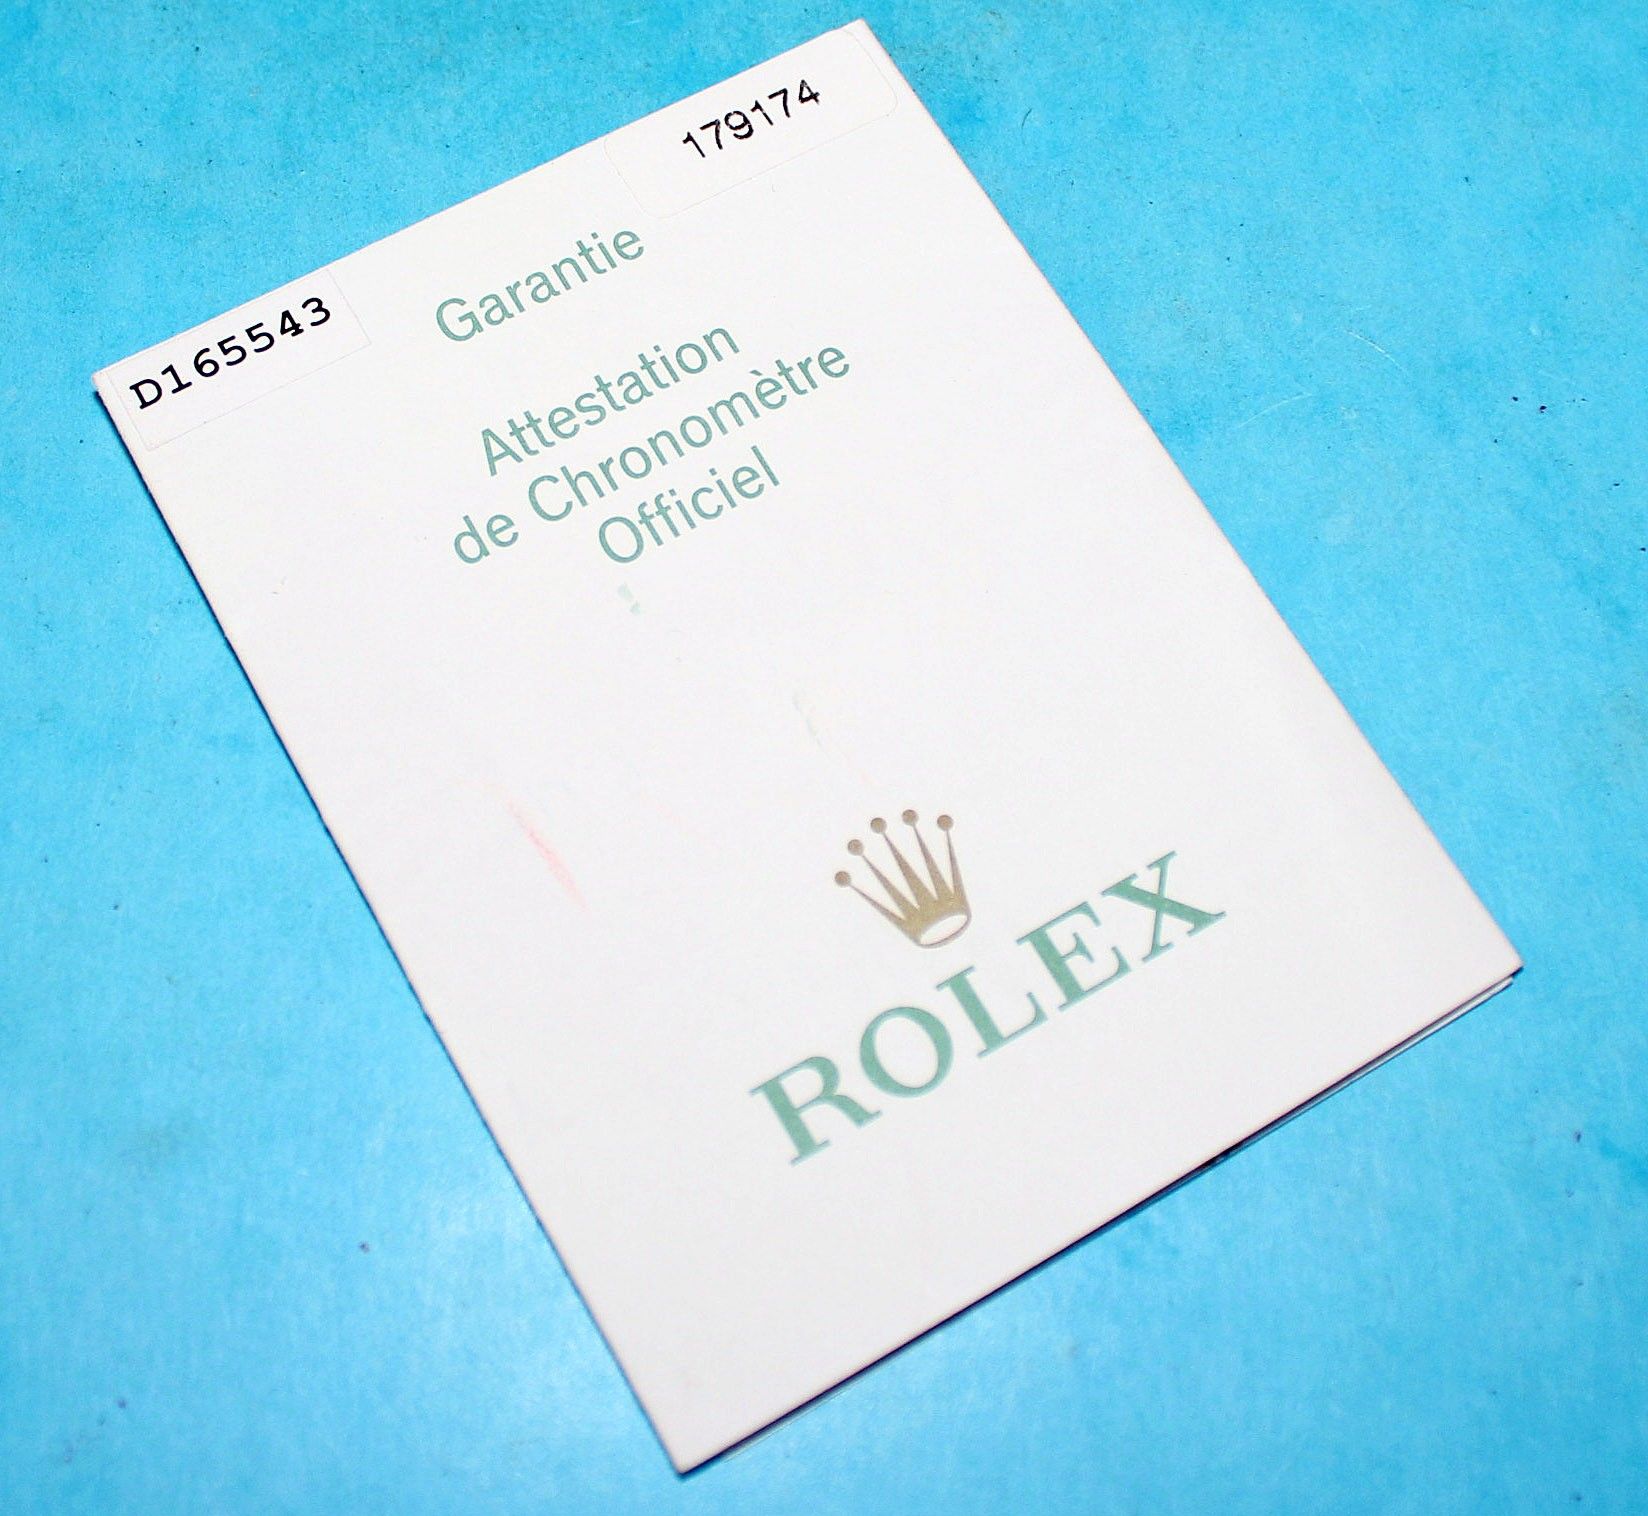 179174
D165543
Garantie
Attestation
de Chronomètre
Officiel
ROLEX